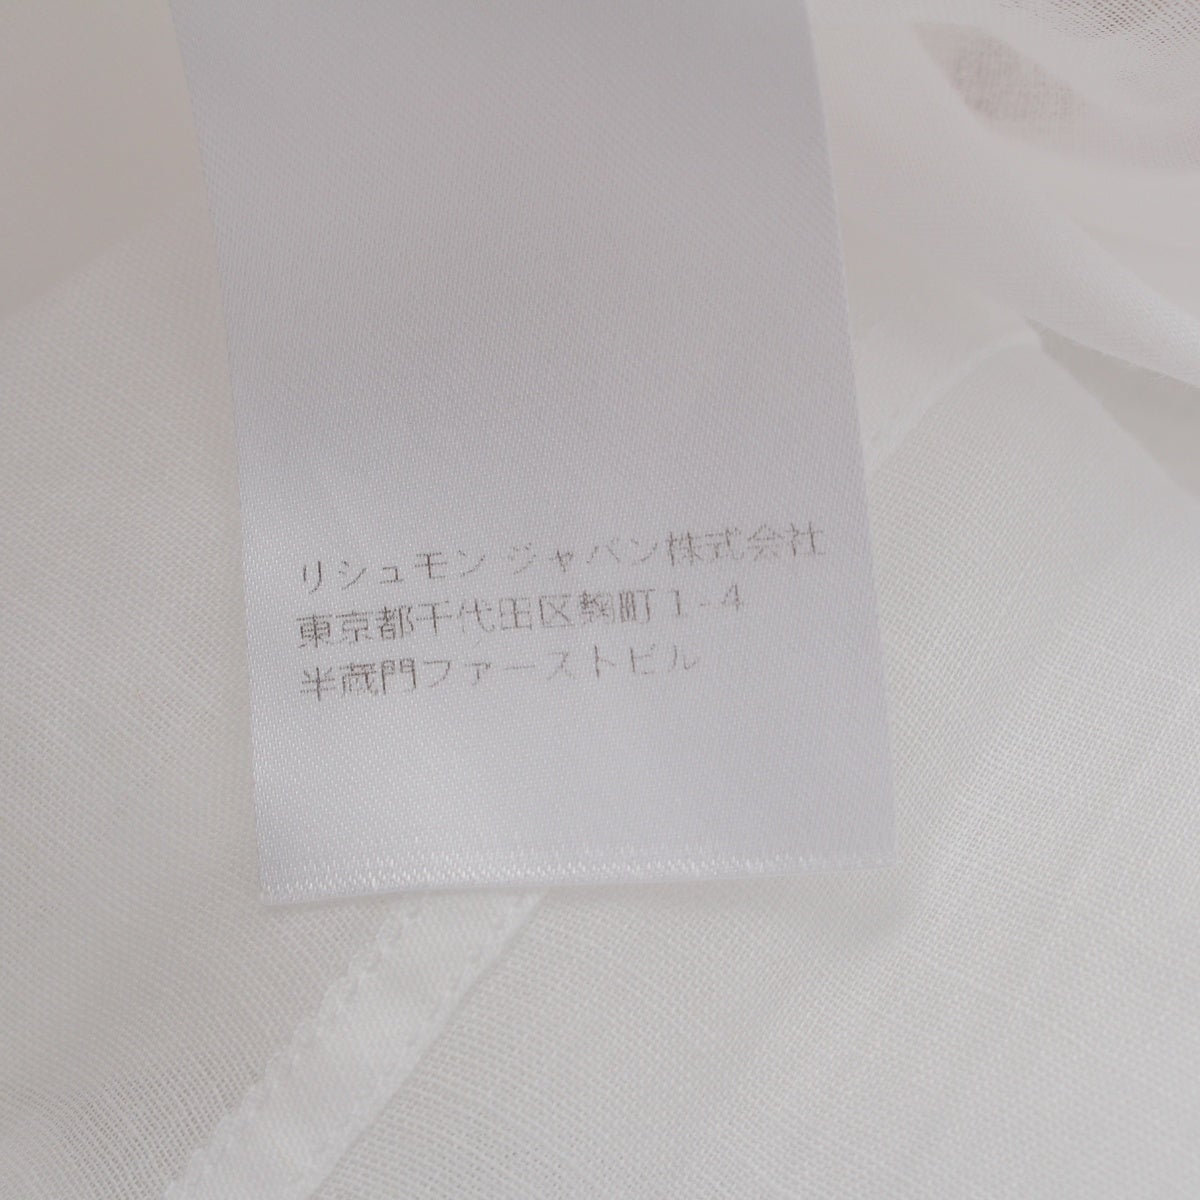 リシュモン ジャパン株式会社
東京都千代田区麹町1-4
半蔵門ファーストビル